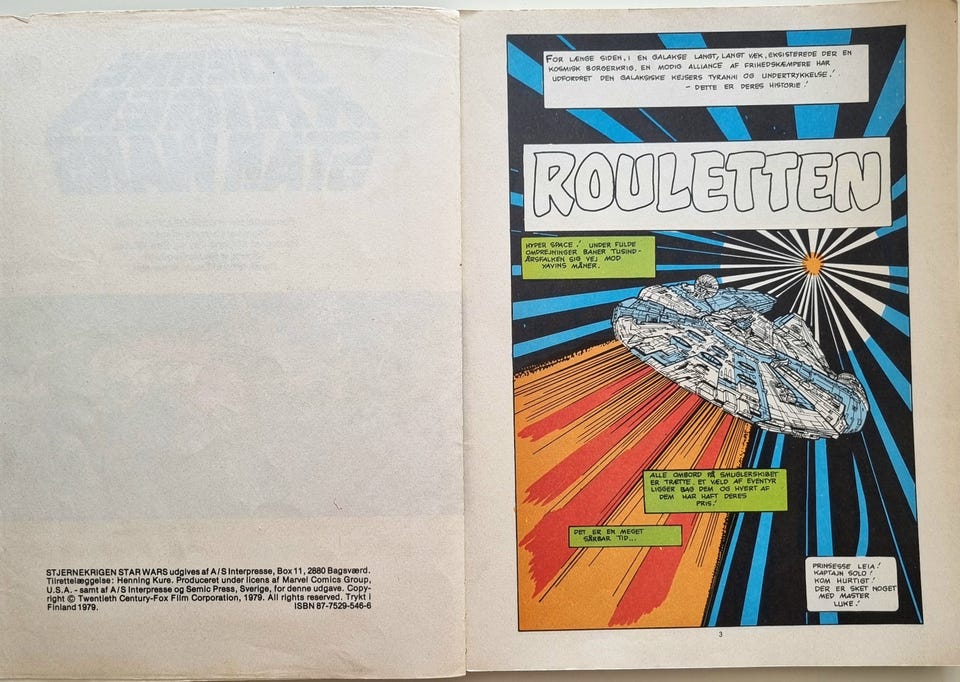 STJERNEKRIGEN STAR WARS udgives af A/S Interpresse, Box 11, 2880 Bagsværd.
Tilrettelæggelse: Henning Kure. Produceret under licens af Marvel Comics Group,
U.S.A. - samt af A/S Interpresse og Semic Press, Sverige, for denne udgave. Copy-
right © Twentieth Century-Fox Film Corporation, 1979. All rights reserved. Trykt i
Finland 1979.
ISBN 87-7529-546-6
FOR LÆNGE SIDEN, I EN GALAKSE LANGT, LANGT VÆK, EKSISTEREDE DER EN
KOSMISK BORGERKRIG. EN MODIG ALLIANCE AF FRIHEDSKÆMPERE HAR
UDFORDRET DEN GALAKSISKE KEJSERS TYRANNI OG UNDERTRYKKELSE!
- DETTE ER DERES HISTORIE!
ROULETTEN
HYPER SPACE! UNDER FULDE
OMDREJNINGER BANER TUSIND-
ÅRSFALKEN SIG VEJ MOD
YAVINS MÅNER.
ALLE OMBORD PÅ SMUGLERSKIBET
ER TRÆTTE. ET VÆLD AF EVENTYR
LIGGER BAG DEM OG HVERT AF
DEM HAR HAFT DERES
PRIS!
DET ER EN MEGET
SÅRBAR TID...
PRINSESSE LEIA!
KAPTAJN SOLO!
KOM HURTIGT!
DER ER SKET NOGET
MED MASTER
LUKE!
3